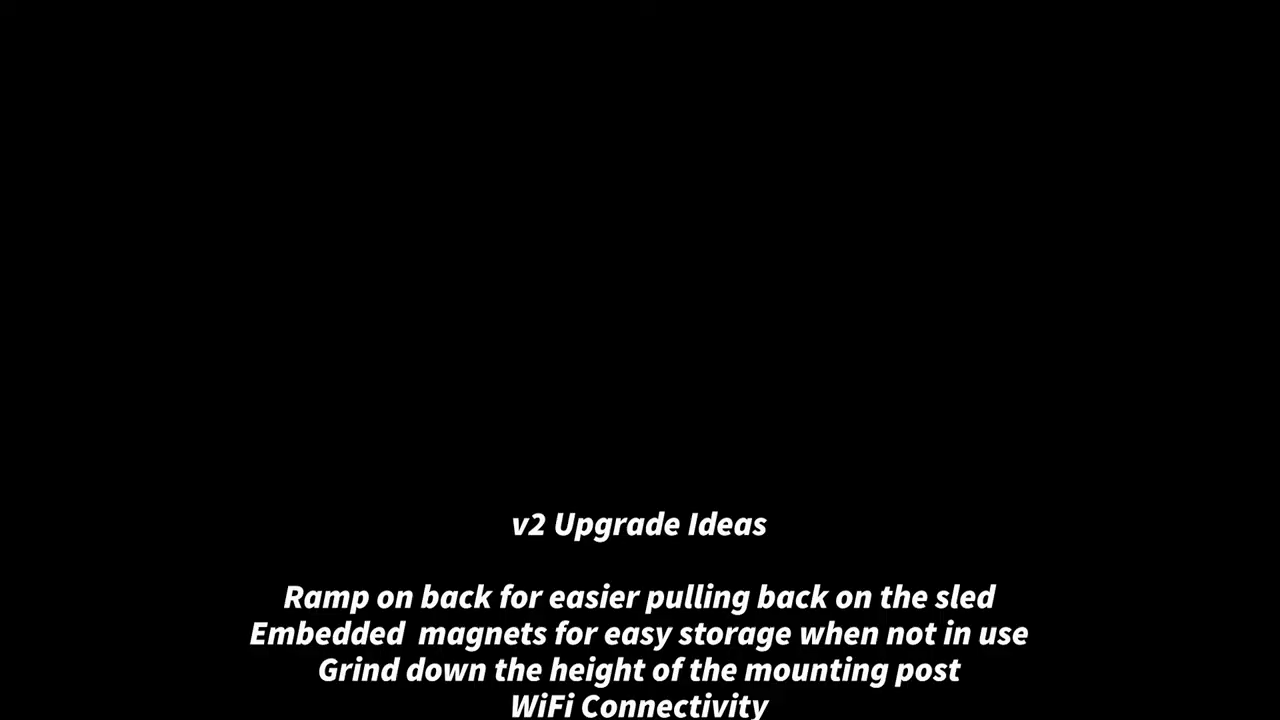 v2 Upgrade Ideas
Ramp on back for easier pulling back on the sled
Embedded  magnets for easy storage when not in use
Grind down the height of the mounting post
WiFi Connectivity